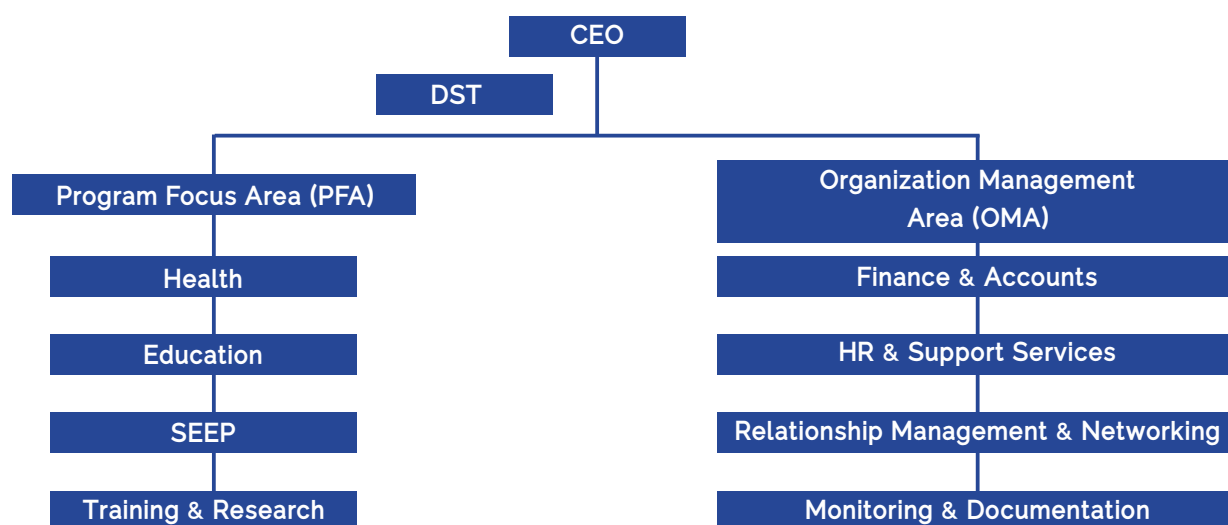 CEO
DST
Program Focus Area (PFA)
Health
Education
SEEP
Training & Research
Organization Management
Area (OMA)
Finance & Accounts
HR & Support Services
Relationship Management & Networking
Monitoring & Documentation